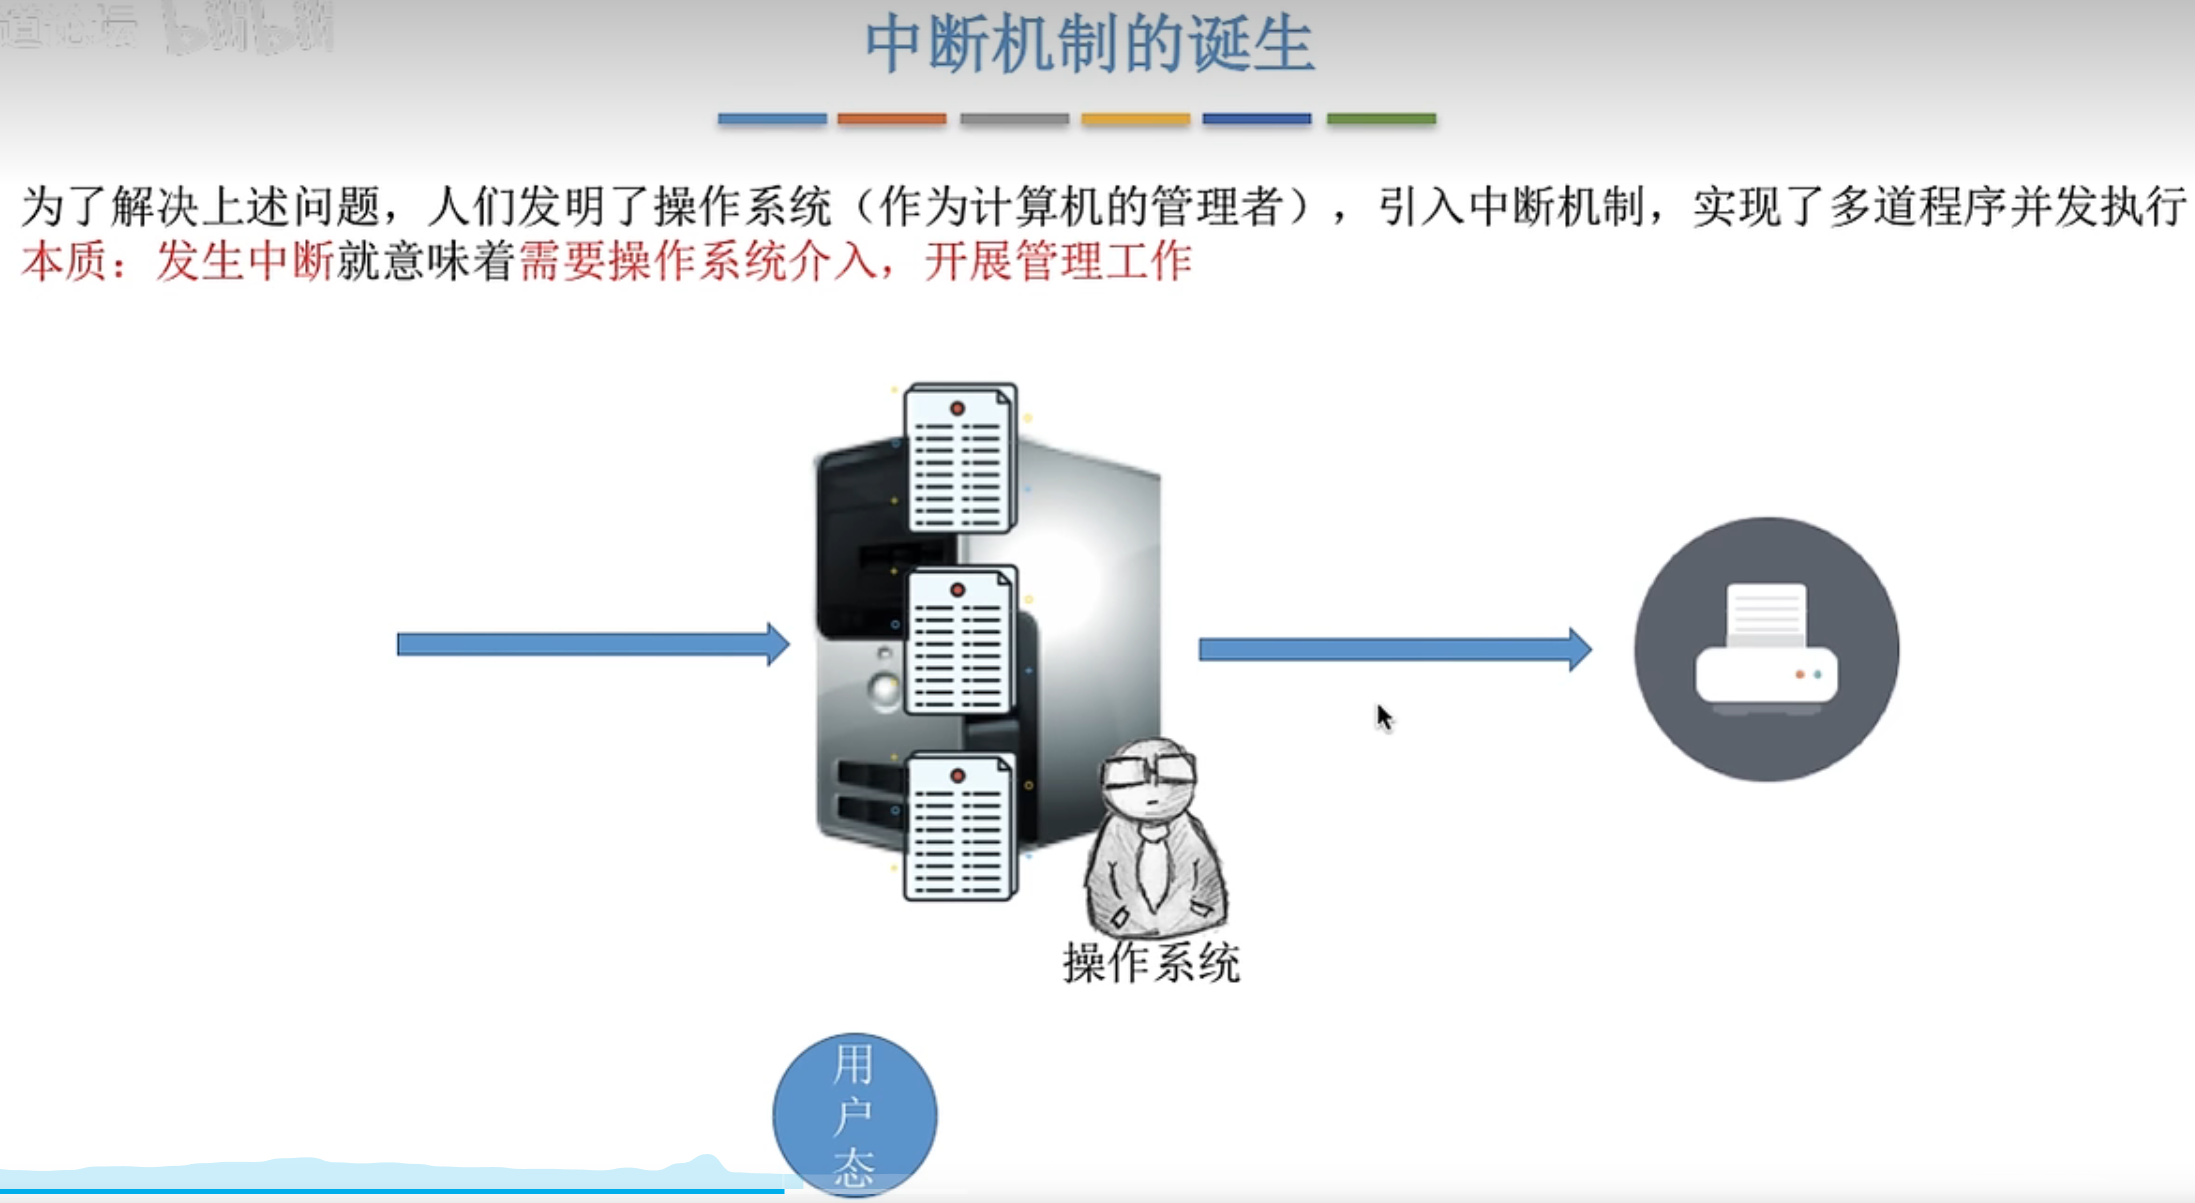 道论坛 bilibili
中断机制的诞生
为了解决上述问题，人们发明了操作系统（作为计算机的管理者），引入中断机制，实现了多道程序并发执行
本质：发生中断就意味着需要操作系统介入，开展管理工作
操作系统
用户态